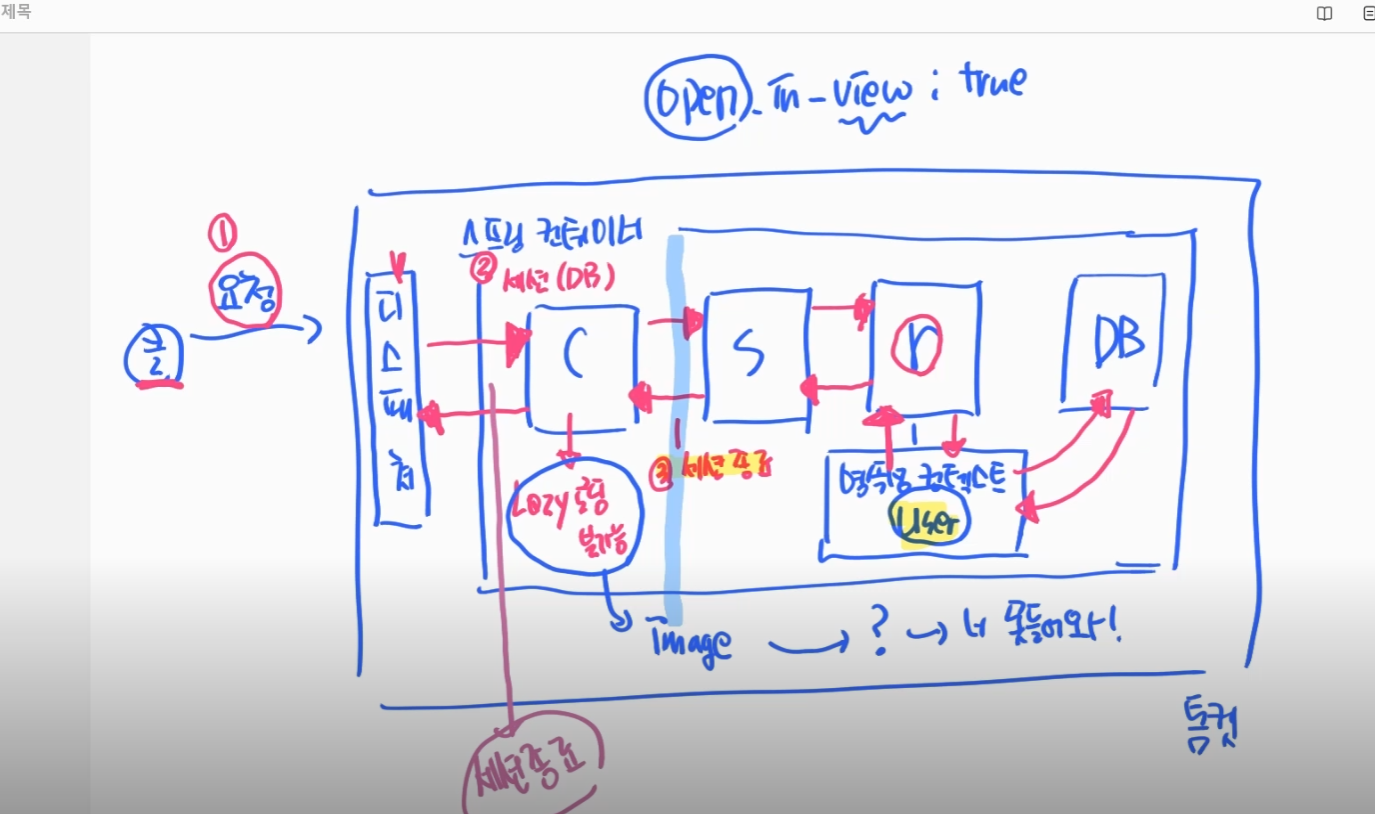 제목
open-in-view : true
①
요청
스프링 컨테이너
② 세션(DB)
디스패처
C
S
R
DB
③ 세션종료
Lazy 로딩
불가능
영속성 컨텍스트
User
Image → ? → 너 못들어와!
톰켓
세션종료